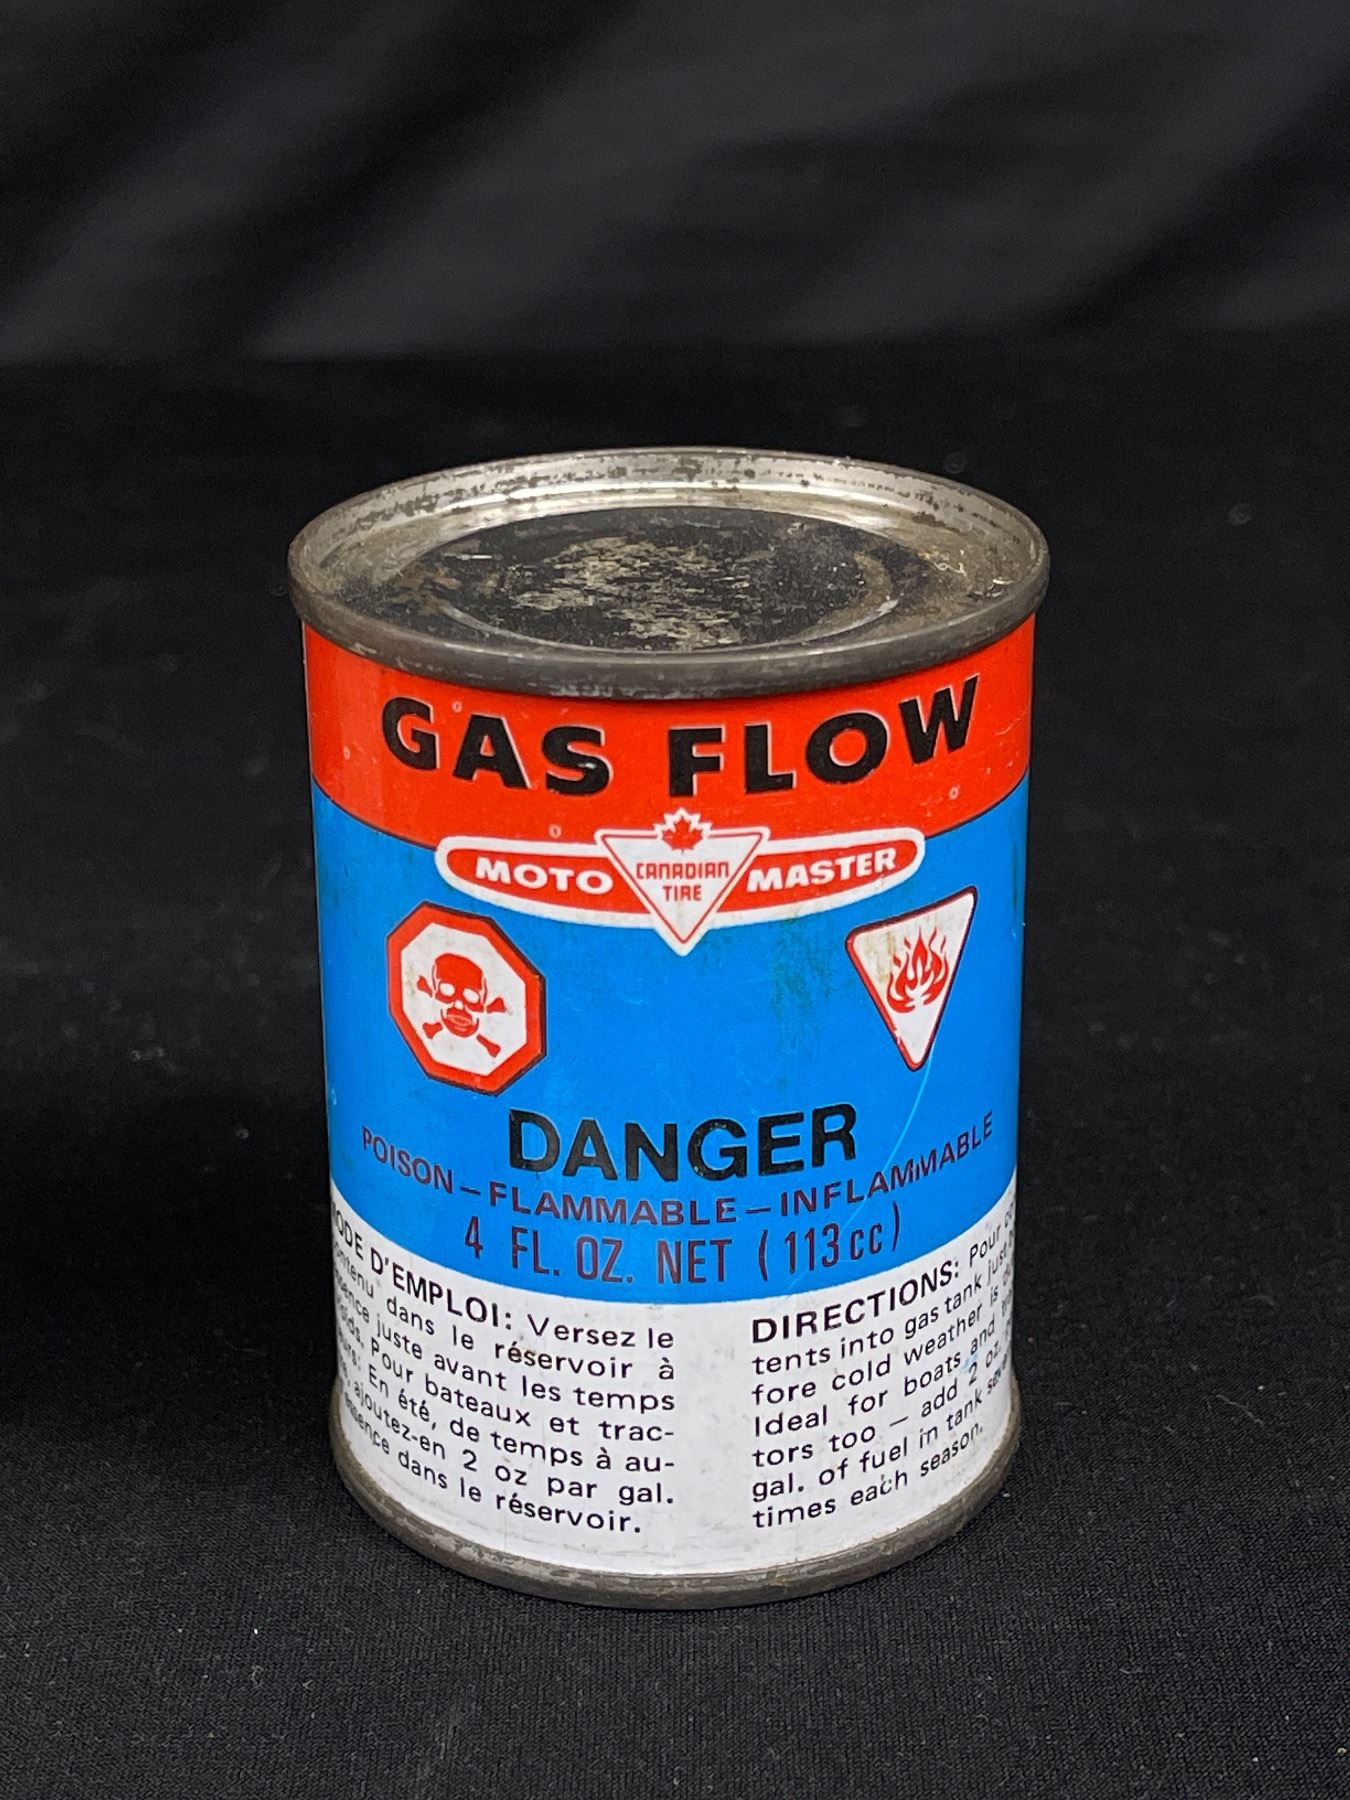 GAS FLOW
MOTO CANADIAN TIRE MASTER
DANGER
POISON – FLAMMABLE – INFLAMMABLE
4 FL. OZ. NET (113cc)
D'EMPLOI: Versez le
dans le réservoir à
juste avant les temps
Pour bateaux et trac-
En été, de temps à au-
ajoutez-en 2 oz par gal.
dans le réservoir.
DIRECTIONS: Pour
tents into gas tank just
fore cold weather is
Ideal for boats and
tors too – add 2 oz.
gal. of fuel in tank
times each season.